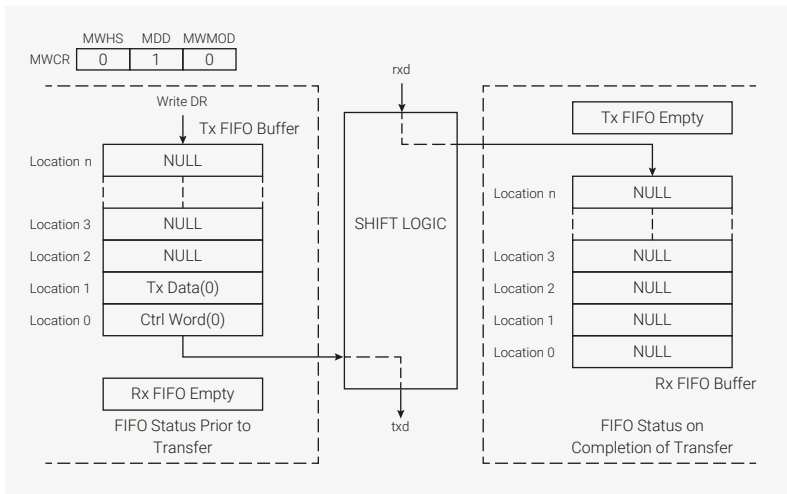 MWHS MDD MWMOD
MWCR 0 1 0
rxd
Write DR
Tx FIFO Buffer
Location n NULL
Location 3 NULL
Location 2 NULL
Location 1 Tx Data(0)
Location 0 Ctrl Word(0)
Rx FIFO Empty
FIFO Status Prior to
Transfer
SHIFT LOGIC
txd
Tx FIFO Empty
Location n NULL
Location 3 NULL
Location 2 NULL
Location 1 NULL
Location 0 NULL
Rx FIFO Buffer
FIFO Status on
Completion of Transfer